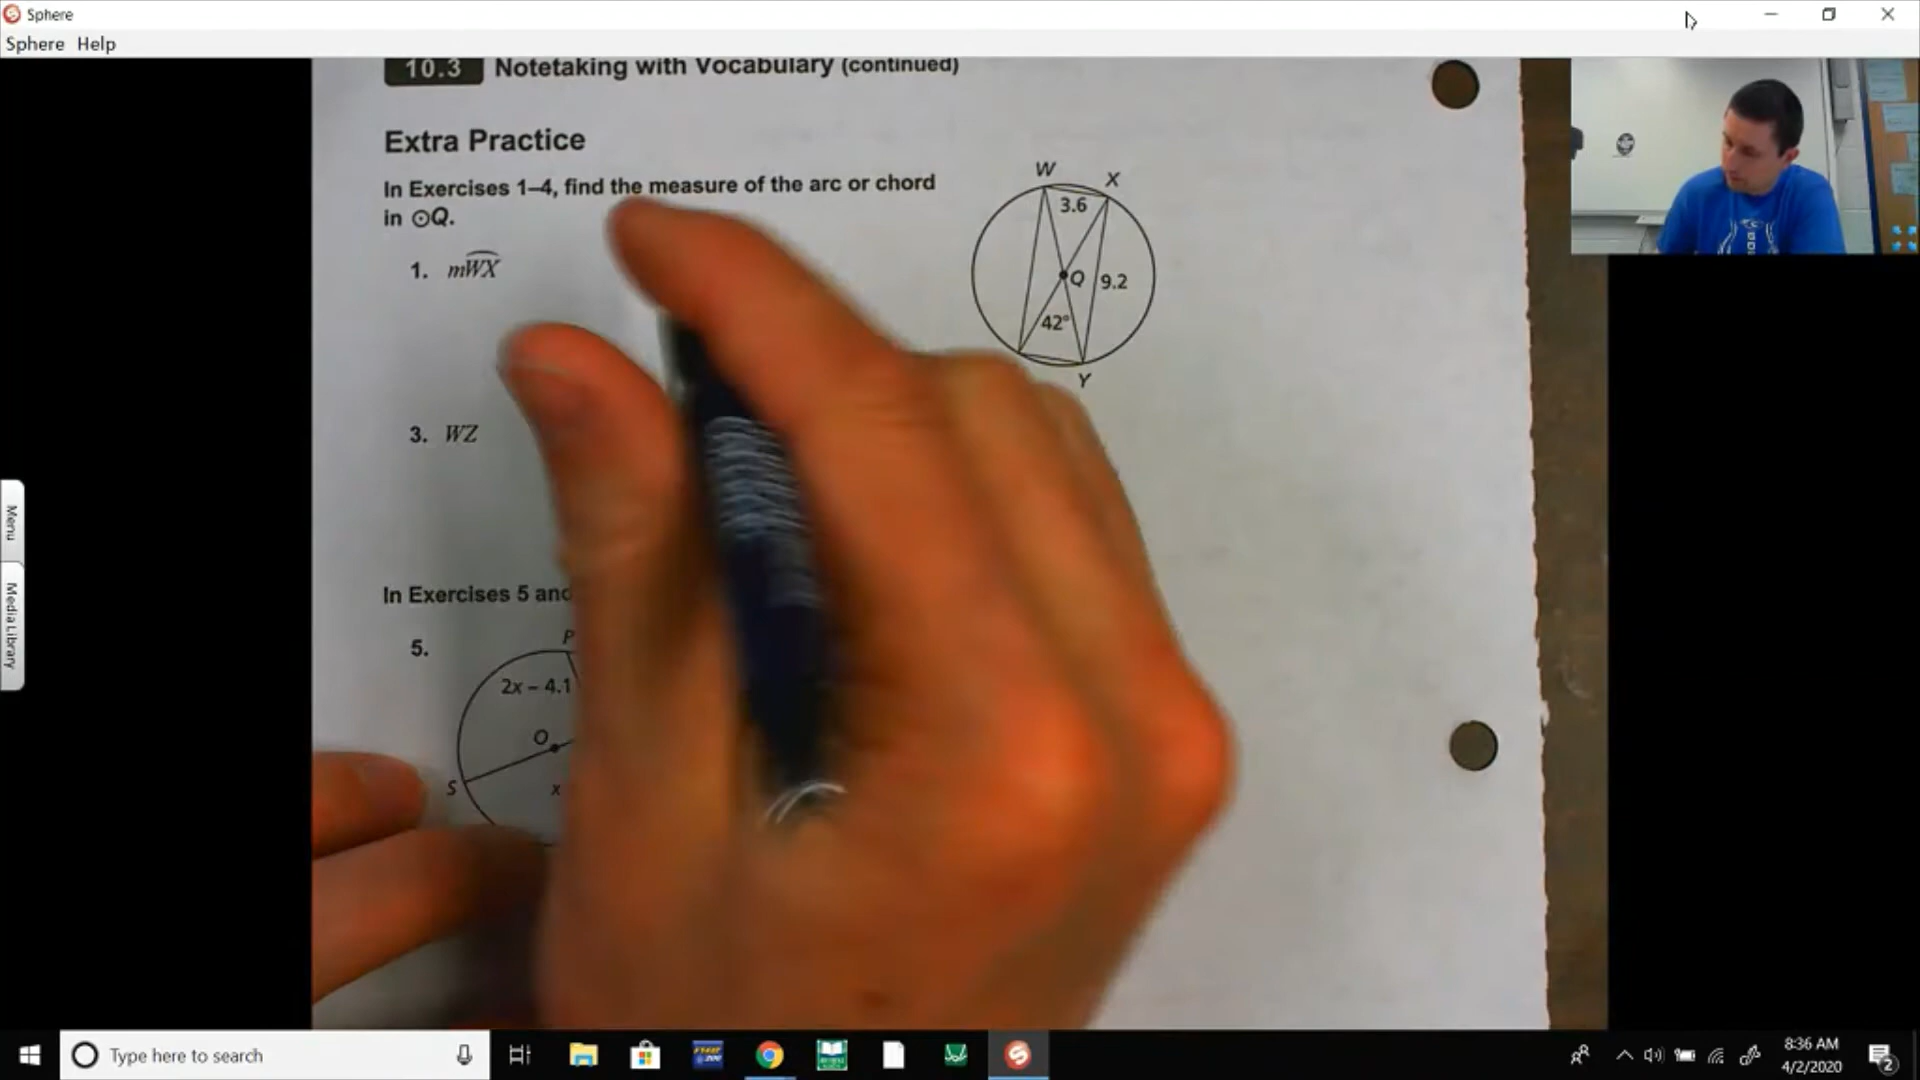 Sphere
Sphere Help
10.3 Notetaking with Vocabulary (continued)
Extra Practice
In Exercises 1–4, find the measure of the arc or chord
in ⊙Q.
W
X
3.6
1. mWX
Q
9.2
42°
Y
3. WZ
Menu
Media Library
In Exercises 5 and
5.
P
2x – 4.1
O
S
x
Type here to search
8:36 AM
4/2/2020
2